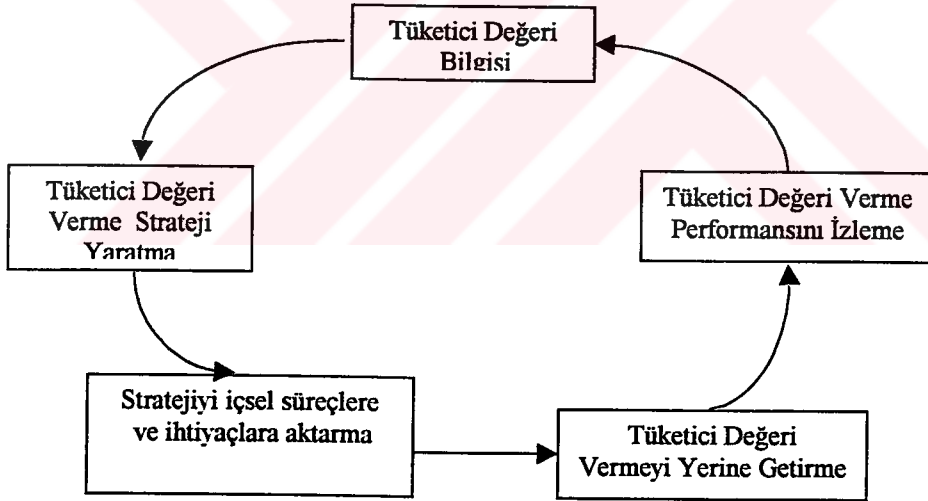 Tüketici Değeri
Bilgisi
Tüketici Değeri
Verme Strateji
Yaratma
Tüketici Değeri Verme
Performansını İzleme
Stratejiyi içsel süreçlere
ve ihtiyaçlara aktarma
Tüketici Değeri
Vermeyi Yerine Getirme